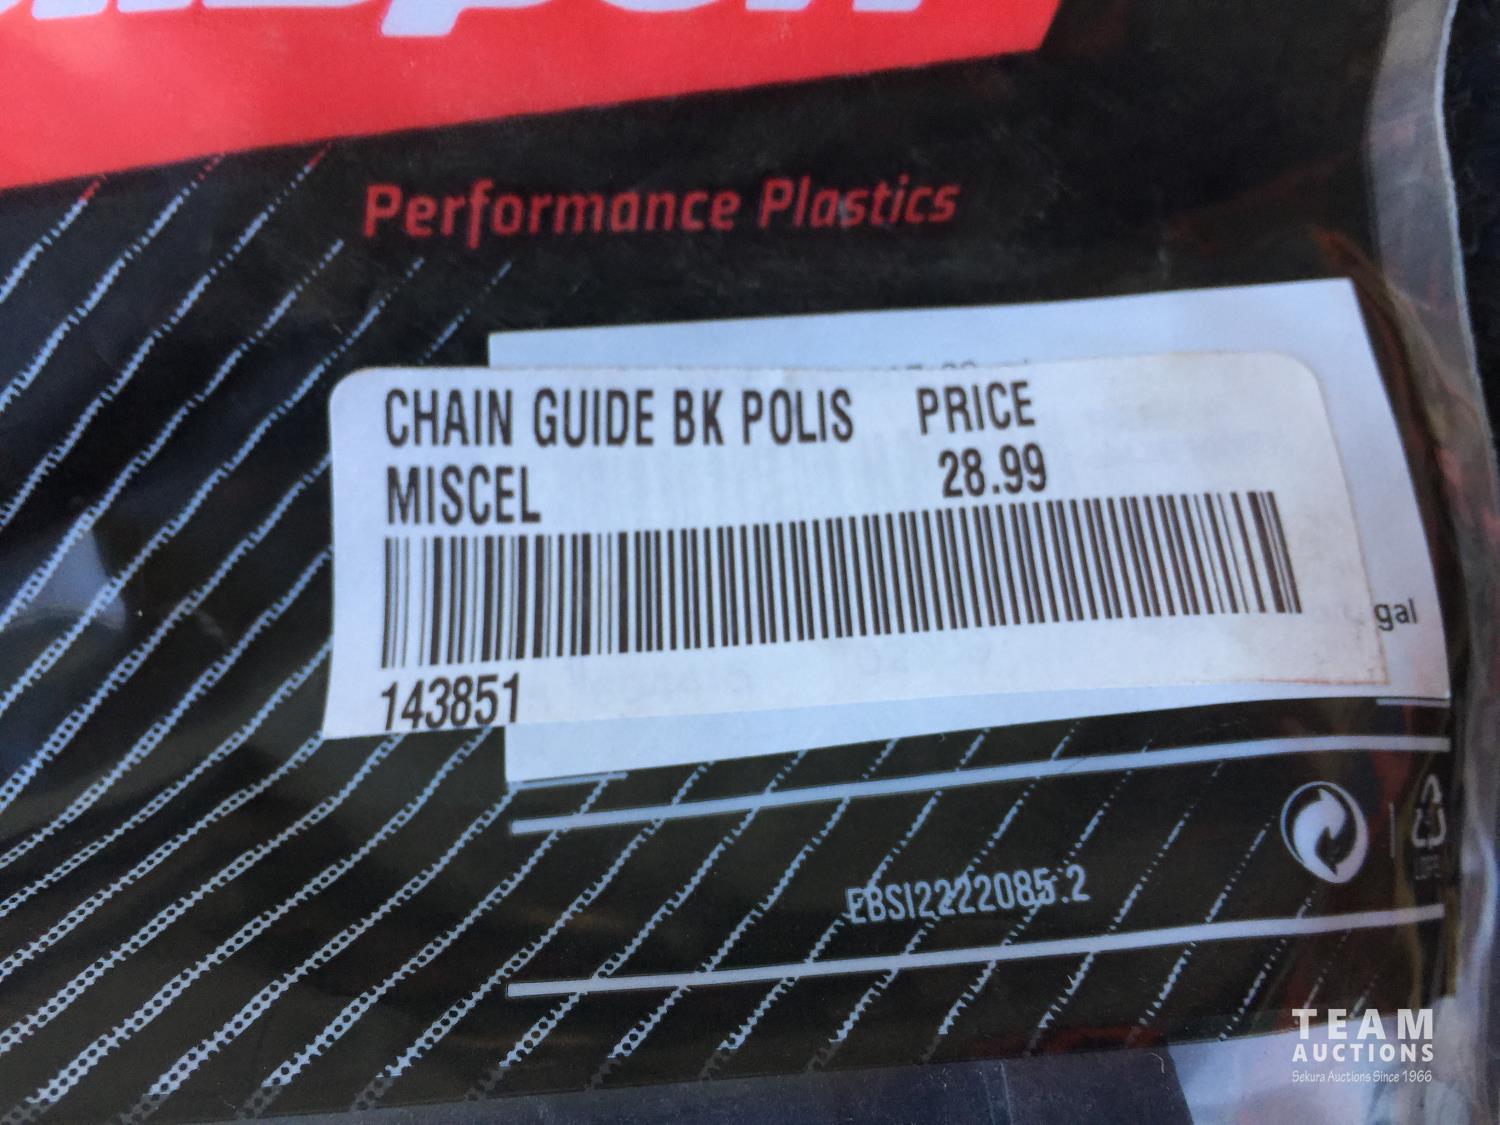 Performance Plastics
CHAIN GUIDE BK POLIS PRICE
MISCEL 28.99
143851
gal
EBSI2222085:2
TEAM
AUCTIONS
Sekura Auctions Since 1966